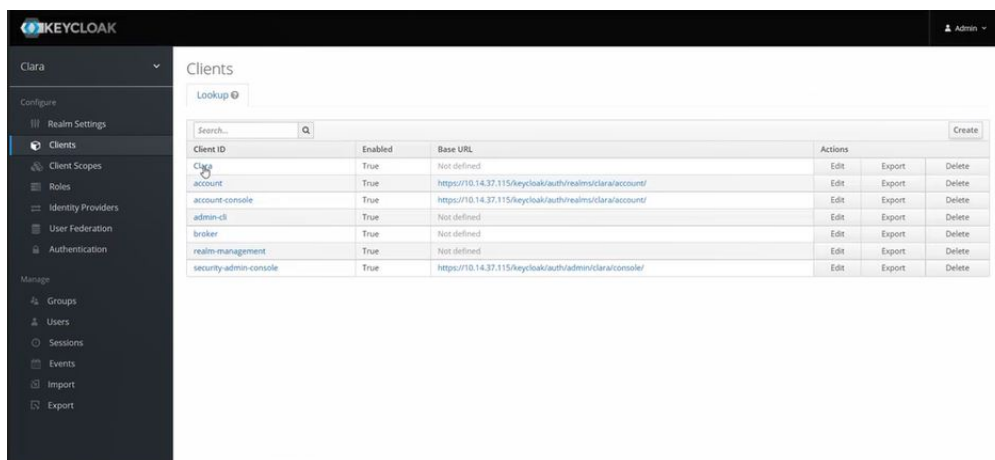 KEYCLOAK
Admin
Clara
Configure
Realm Settings
Clients
Client Scopes
Roles
Identity Providers
User Federation
Authentication
Manage
Groups
Users
Sessions
Events
Import
Export
Clients
Lookup
Search...
Create
Client ID Enabled Base URL Actions
Clara True Not defined Edit Export Delete
account True https://10.14.37.115/keycloak/auth/realms/clara/account/ Edit Export Delete
account-console True https://10.14.37.115/keycloak/auth/realms/clara/account/ Edit Export Delete
admin-cli True Not defined Edit Export Delete
broker True Not defined Edit Export Delete
realm-management True Not defined Edit Export Delete
security-admin-console True https://10.14.37.115/keycloak/auth/admin/clara/console/ Edit Export Delete